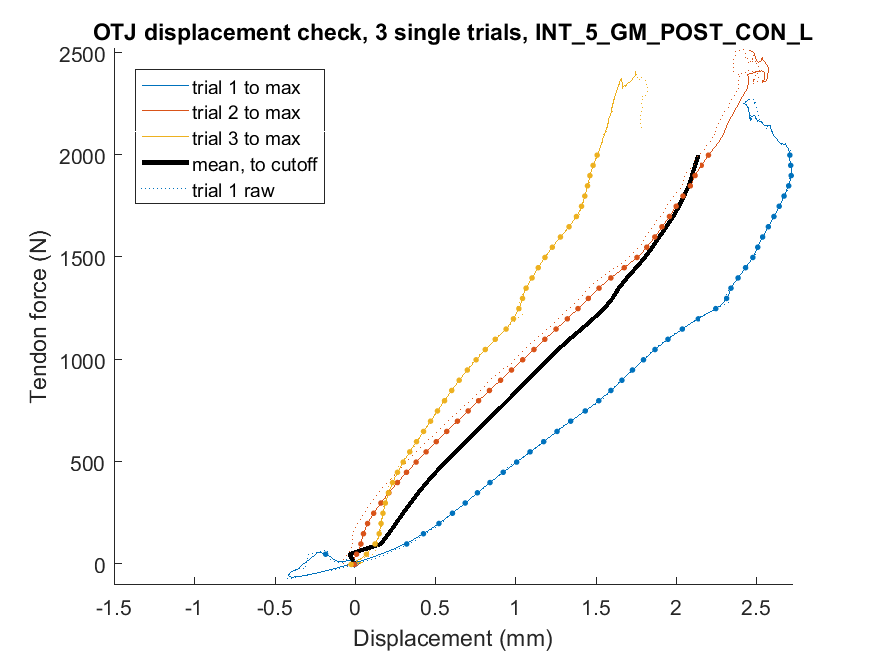 OTJ displacement check, 3 single trials, INT_5_GM_POST_CON_L
2500
2000
1500
1000
500
0
Tendon force (N)
trial 1 to max
trial 2 to max
trial 3 to max
mean, to cutoff
trial 1 raw
-1.5 -1 -0.5 0 0.5 1 1.5 2 2.5
Displacement (mm)